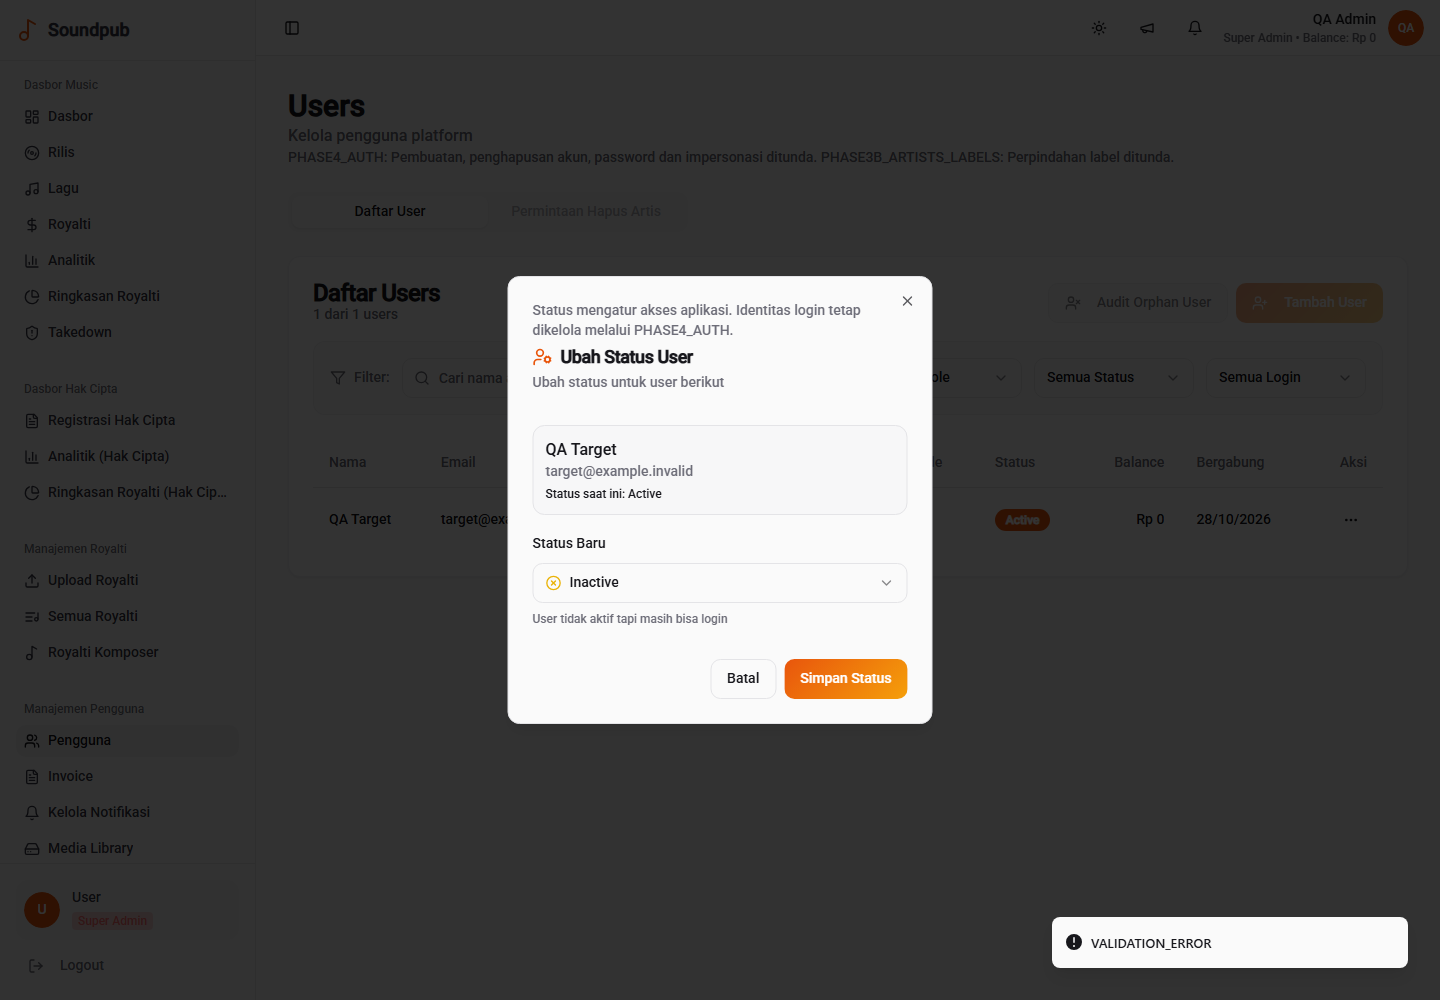 Soundpub
QA Admin
Super Admin • Balance: Rp 0
QA
Dasbor Music
Dasbor
Rilis
Lagu
Royalti
Analitik
Ringkasan Royalti
Takedown
Dasbor Hak Cipta
Registrasi Hak Cipta
Analitik (Hak Cipta)
Ringkasan Royalti (Hak Cip...
Manajemen Royalti
Upload Royalti
Semua Royalti
Royalti Komposer
Manajemen Pengguna
Pengguna
Invoice
Kelola Notifikasi
Media Library
U
User
Super Admin
Logout
Users
Kelola pengguna platform
PHASE4_AUTH: Pembuatan, penghapusan akun, password dan impersonasi ditunda. PHASE3B_ARTISTS_LABELS: Perpindahan label ditunda.
Daftar User
Permintaan Hapus Artis
Daftar Users
1 dari 1 users
Audit Orphan User
Tambah User
Filter:
Cari nama
Semua Status
Semua Login
Nama
Email
Status
Balance
Bergabung
Aksi
QA Target
Active
Rp 0
28/10/2026
Status mengatur akses aplikasi. Identitas login tetap
dikelola melalui PHASE4_AUTH.
Ubah Status User
Ubah status untuk user berikut
QA Target
target@example.invalid
Status saat ini: Active
Status Baru
Inactive
User tidak aktif tapi masih bisa login
Batal
Simpan Status
VALIDATION_ERROR